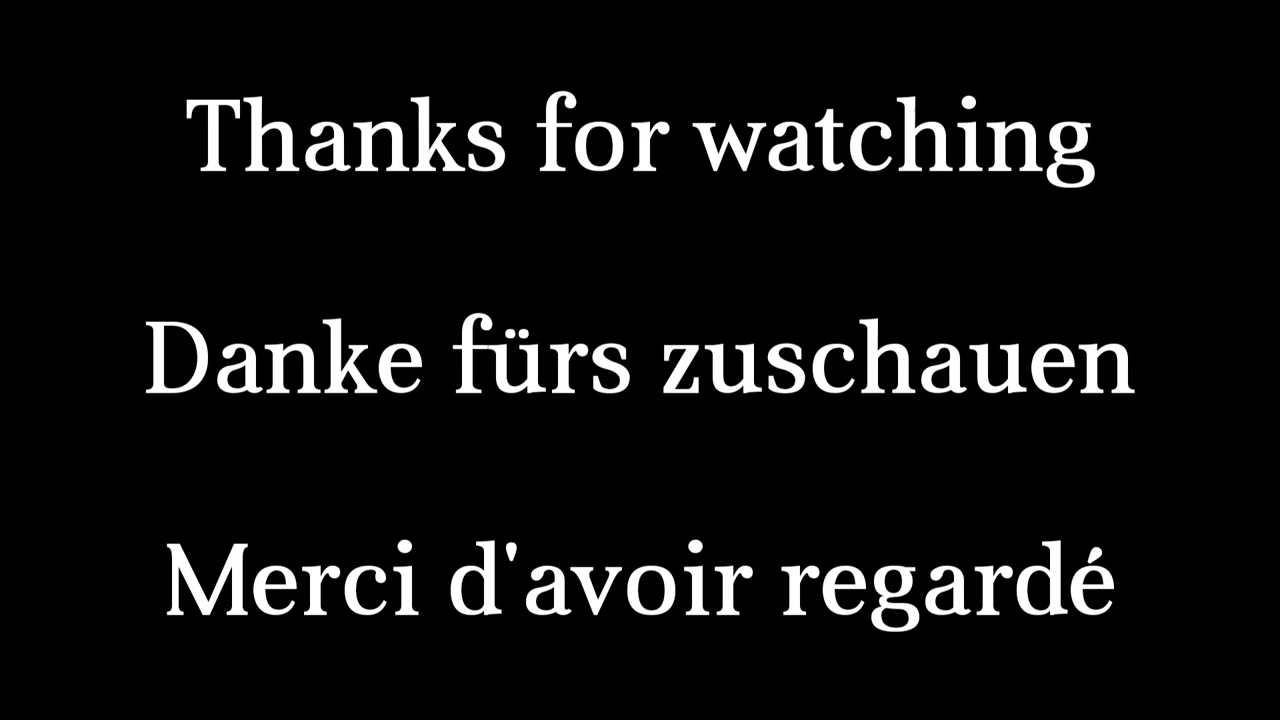 Thanks for watching
Danke fürs zuschauen
Merci d'avoir regardé